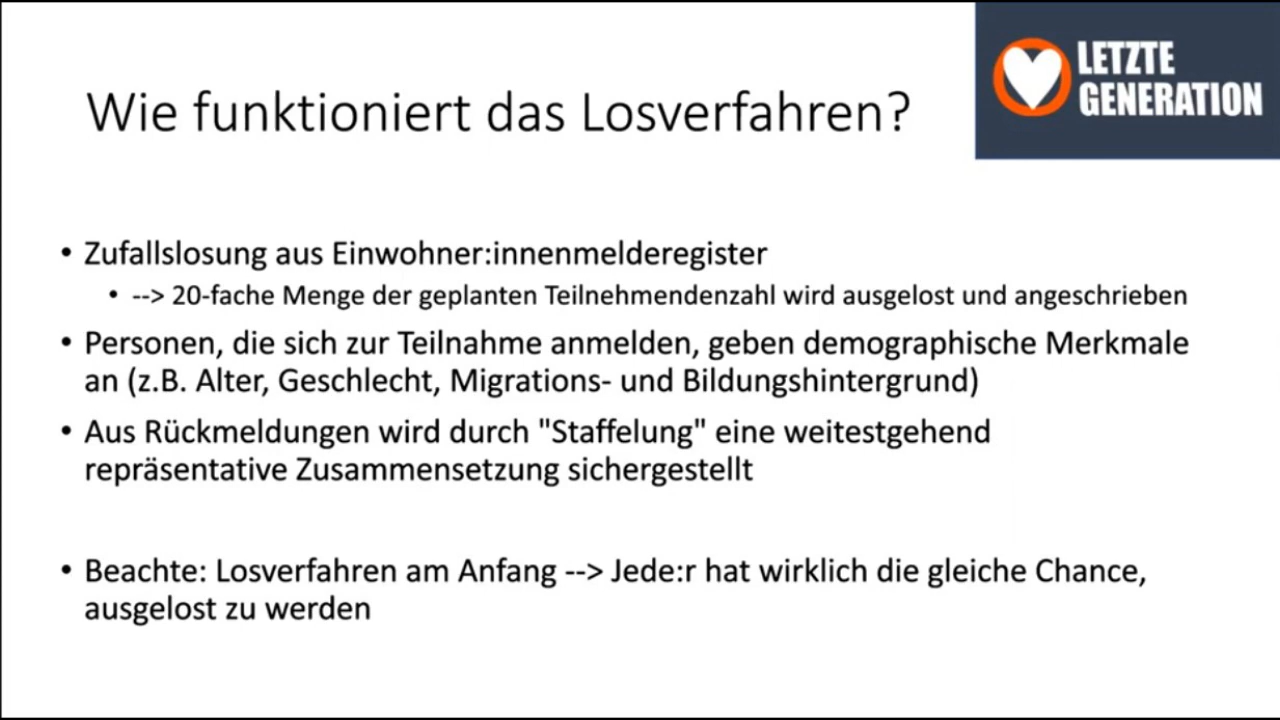 LETZTE
GENERATION
Wie funktioniert das Losverfahren?
• Zufallslosung aus Einwohner:innenmelderegister
• --> 20-fache Menge der geplanten Teilnehmendenzahl wird ausgelost und angeschrieben
• Personen, die sich zur Teilnahme anmelden, geben demographische Merkmale
an (z.B. Alter, Geschlecht, Migrations- und Bildungshintergrund)
• Aus Rückmeldungen wird durch "Staffelung" eine weitestgehend
repräsentative Zusammensetzung sichergestellt
• Beachte: Losverfahren am Anfang --> Jede:r hat wirklich die gleiche Chance,
ausgelost zu werden